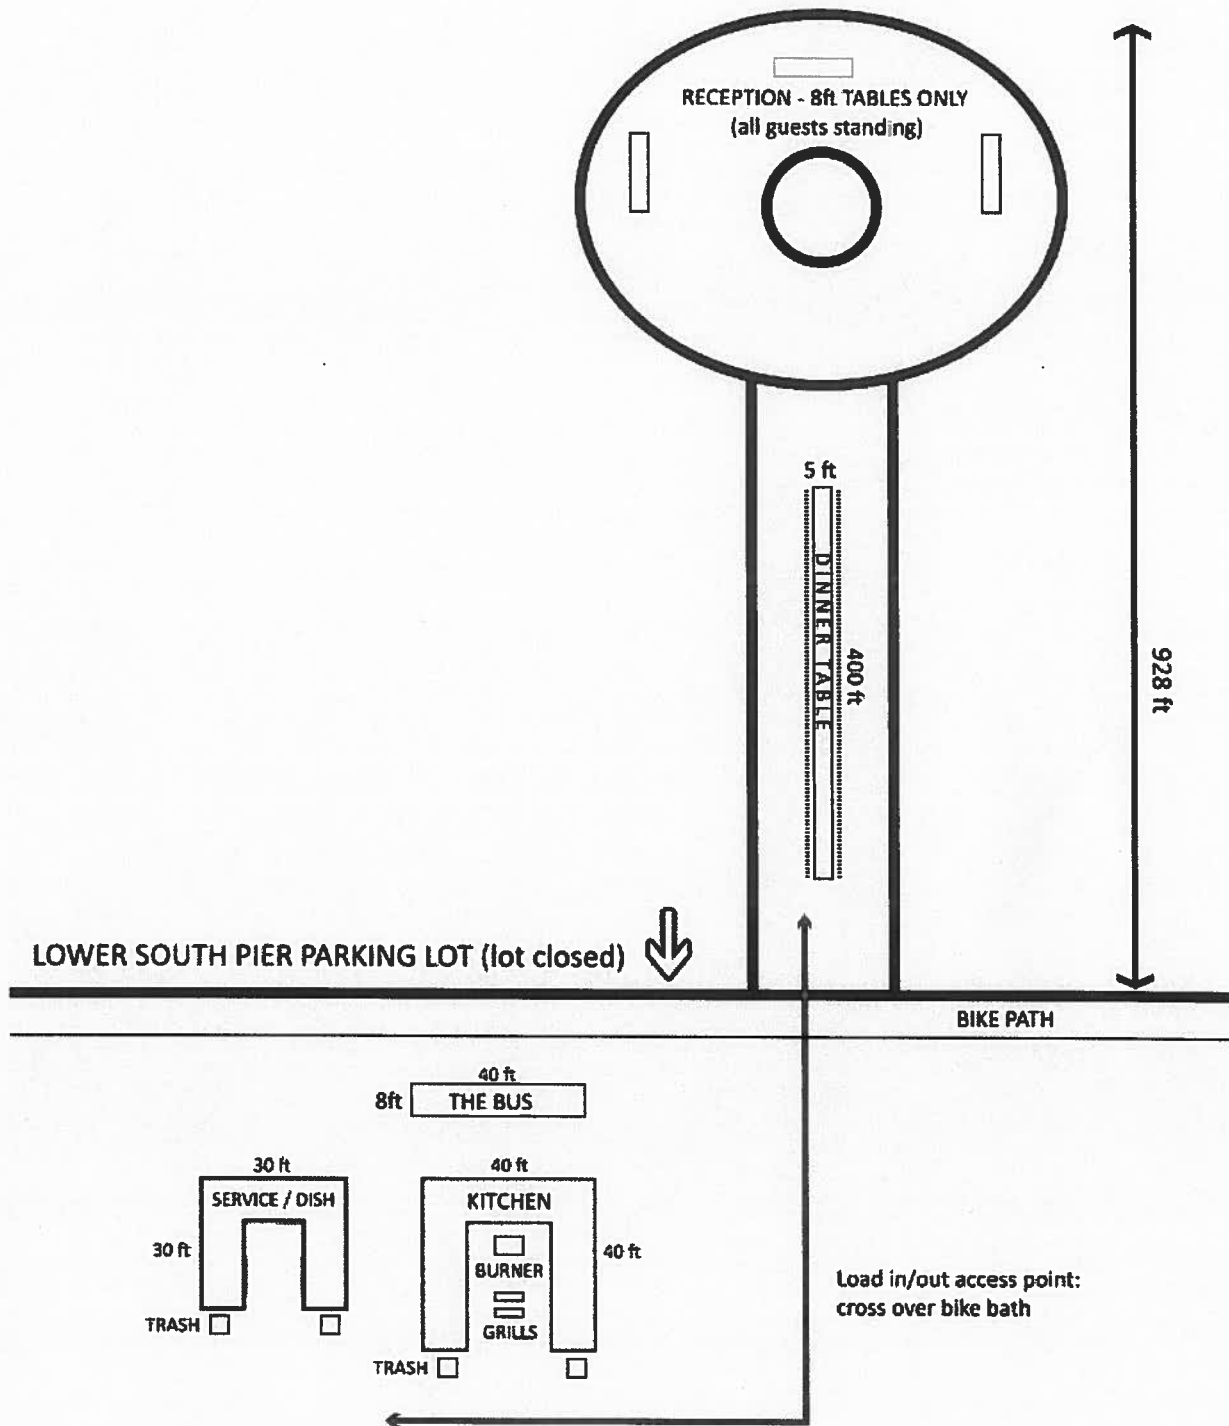 RECEPTION - 8ft TABLES ONLY
(all guests standing)
5 ft
DINNER TABLE
400 ft
928 ft
LOWER SOUTH PIER PARKING LOT (lot closed)
BIKE PATH
40 ft
8ft
THE BUS
30 ft
SERVICE / DISH
30 ft
TRASH
40 ft
KITCHEN
40 ft
BURNER
GRILLS
TRASH
Load in/out access point:
cross over bike bath